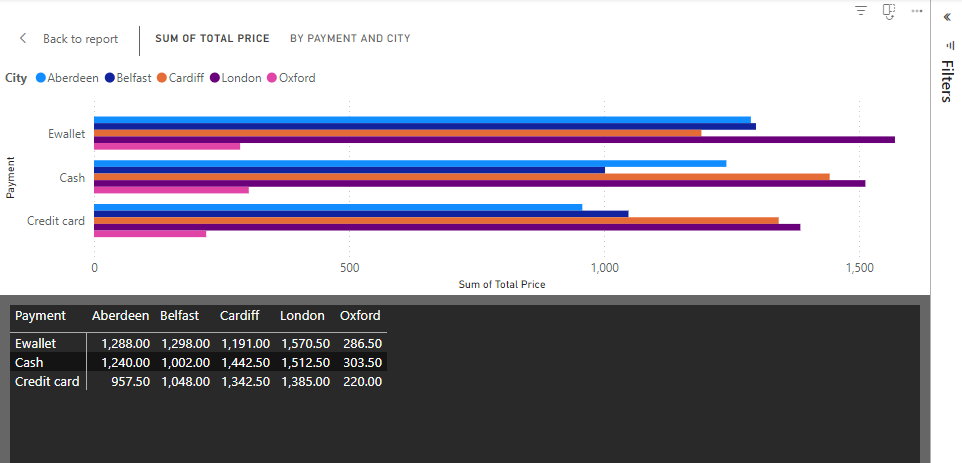 Back to report SUM OF TOTAL PRICE BY PAYMENT AND CITY
City Aberdeen Belfast Cardiff London Oxford
Filters
Payment
Ewallet
Cash
Credit card
0 500 1,000 1,500
Sum of Total Price
Payment Aberdeen Belfast Cardiff London Oxford
Ewallet 1,288.00 1,298.00 1,191.00 1,570.50 286.50
Cash 1,240.00 1,002.00 1,442.50 1,512.50 303.50
Credit card 957.50 1,048.00 1,342.50 1,385.00 220.00